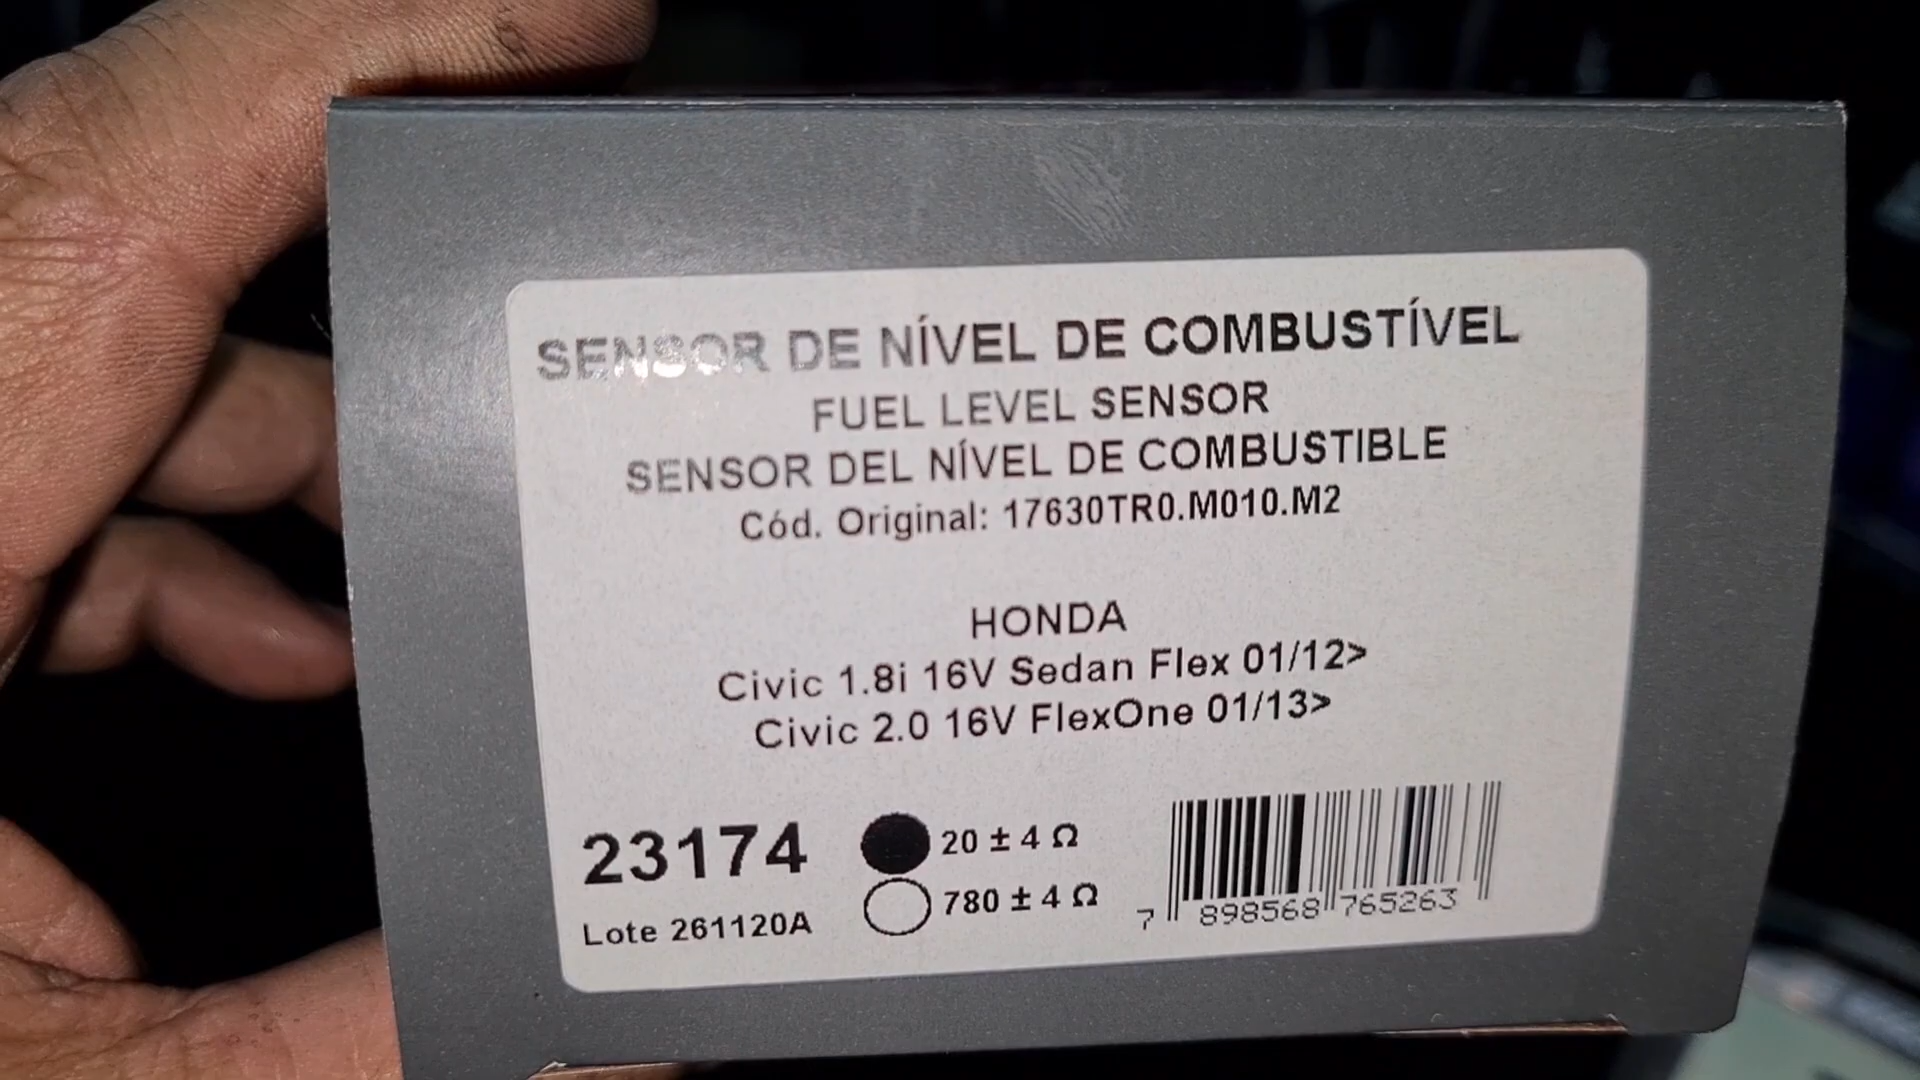 SENSOR DE NÍVEL DE COMBUSTÍVEL
FUEL LEVEL SENSOR
SENSOR DEL NÍVEL DE COMBUSTIBLE
Cód. Original: 17630TR0.M010.M2
HONDA
Civic 1.8i 16V Sedan Flex 01/12>
Civic 2.0 16V FlexOne 01/13>
23174
20 ± 4 Ω
780 ± 4 Ω
Lote 261120A
7 898568 765263